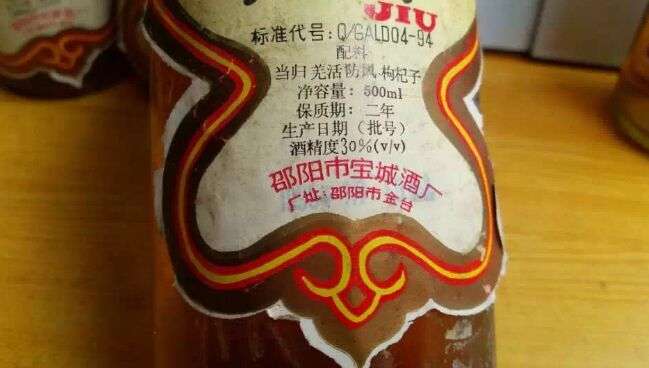 JIU
标准代号:Q/GALD04-94
配料
当归 羌活 防风 枸杞子
净容量: 500ml
保质期: 二年
生产日期(批号)
酒精度30%(v/v)
邵阳市宝城酒厂
厂址:邵阳市金台